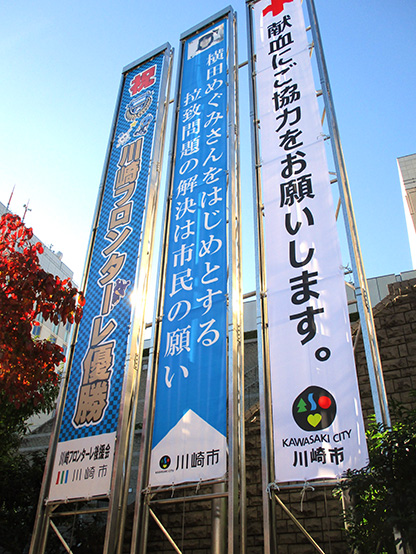 祝
川崎フロンターレ優勝
川崎フロンターレ後援会
川崎市
横田めぐみさんをはじめとする
拉致問題の解決は市民の願い
川崎市
献血にご協力をお願いします。
KAWASAKI CITY
川崎市